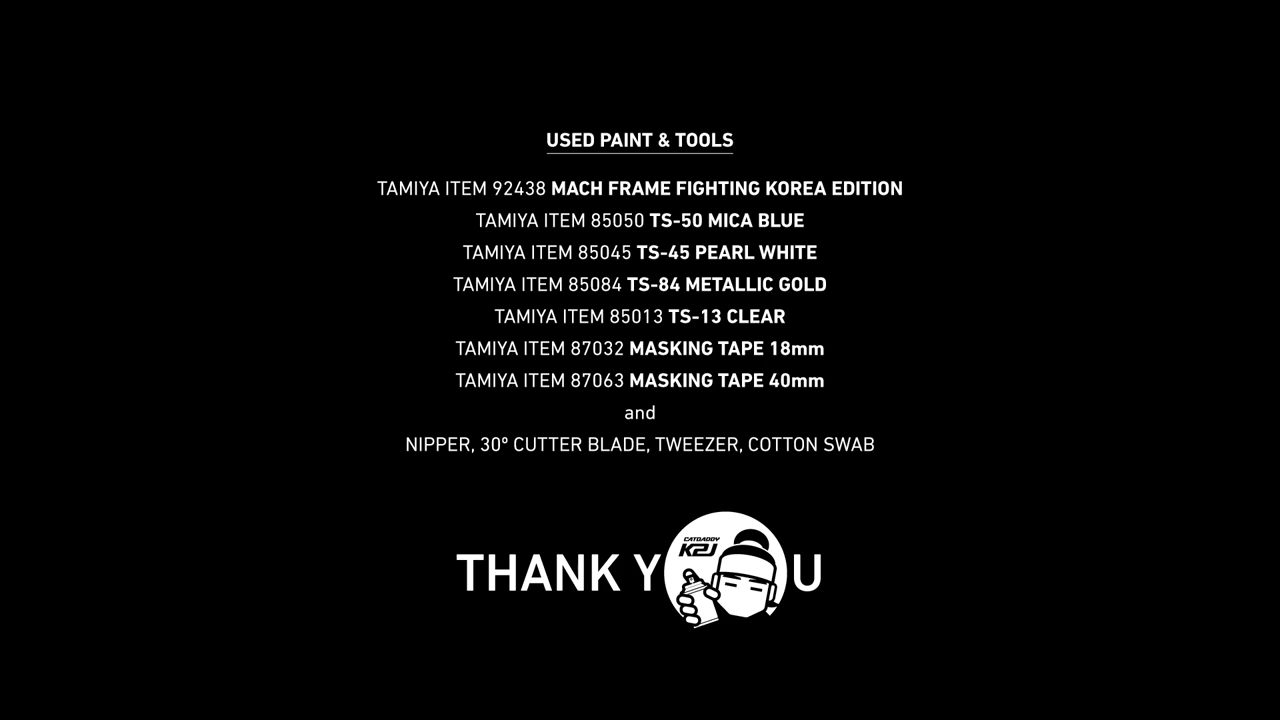 USED PAINT & TOOLS
TAMIYA ITEM 92438 MACH FRAME FIGHTING KOREA EDITION
TAMIYA ITEM 85050 TS-50 MICA BLUE
TAMIYA ITEM 85045 TS-45 PEARL WHITE
TAMIYA ITEM 85084 TS-84 METALLIC GOLD
TAMIYA ITEM 85013 TS-13 CLEAR
TAMIYA ITEM 87032 MASKING TAPE 18mm
TAMIYA ITEM 87063 MASKING TAPE 40mm
and
NIPPER, 30º CUTTER BLADE, TWEEZER, COTTON SWAB
CATDADDY
K2J
THANK Y U